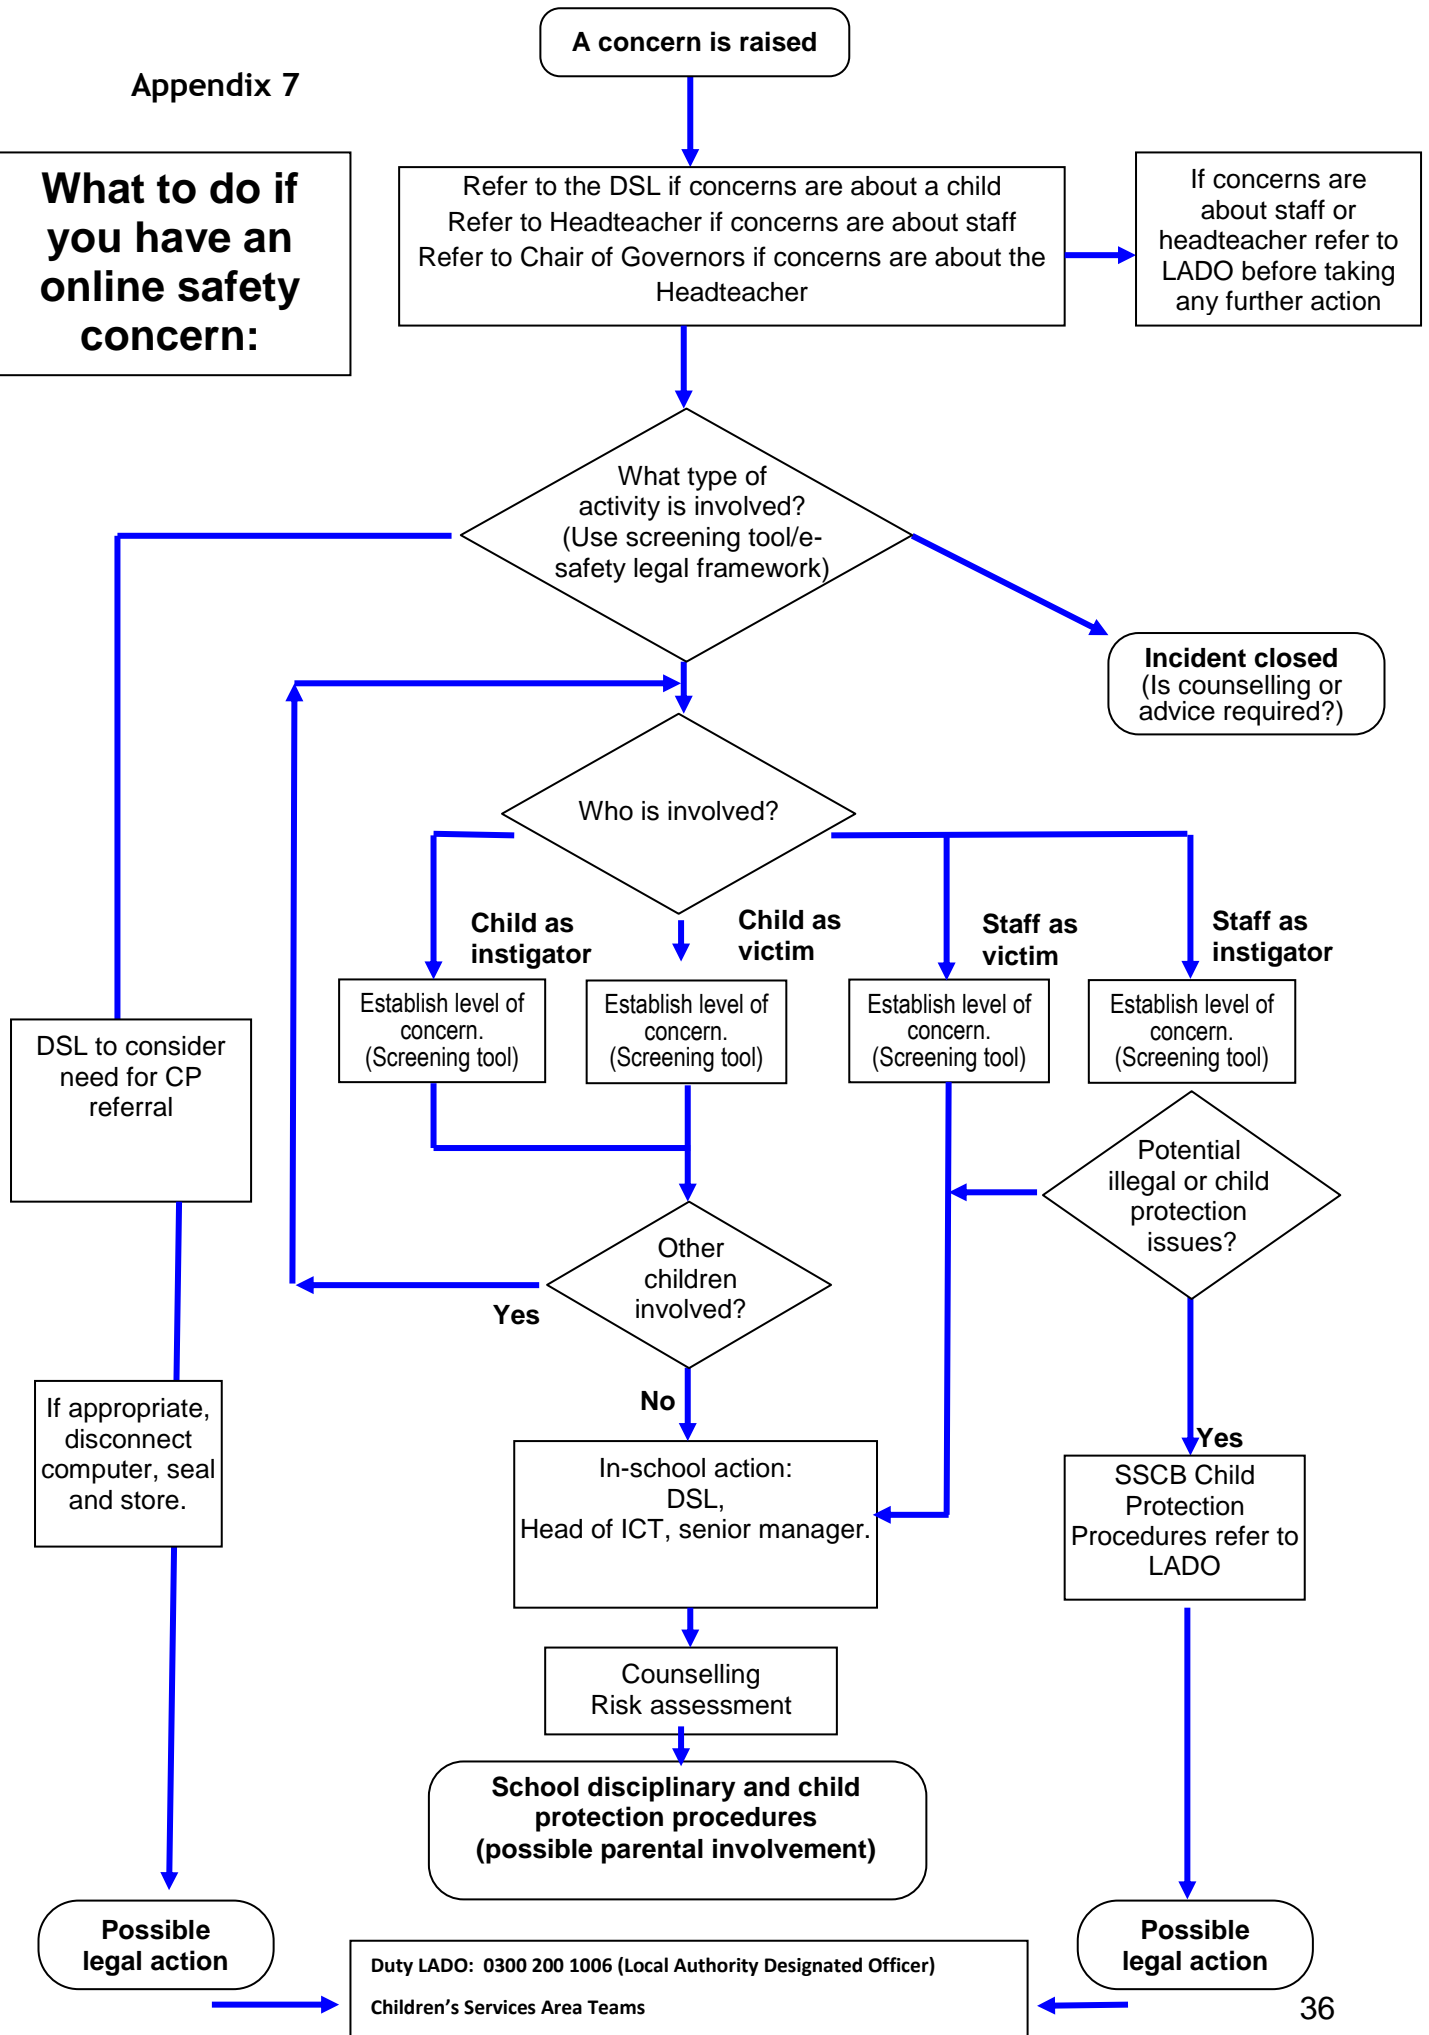 A concern is raised
Appendix 7
What to do if
you have an
online safety
concern:
Refer to the DSL if concerns are about a child
Refer to Headteacher if concerns are about staff
Refer to Chair of Governors if concerns are about the
Headteacher
If concerns are
about staff or
headteacher refer to
LADO before taking
any further action
What type of
activity is involved?
(Use screening tool/e-
safety legal framework)
Incident closed
(Is counselling or
advice required?)
Who is involved?
Child as
instigator
Child as
victim
Staff as
victim
Staff as
instigator
Establish level of
concern.
(Screening tool)
Establish level of
concern.
(Screening tool)
Establish level of
concern.
(Screening tool)
Establish level of
concern.
(Screening tool)
DSL to consider
need for CP
referral
Potential
illegal or child
protection
issues?
Other
children
involved?
Yes
No
If appropriate,
disconnect
computer, seal
and store.
In-school action:
DSL,
Head of ICT, senior manager.
Yes
SSCB Child
Protection
Procedures refer to
LADO
Counselling
Risk assessment
School disciplinary and child
protection procedures
(possible parental involvement)
Possible
legal action
Possible
legal action
Duty LADO: 0300 200 1006 (Local Authority Designated Officer)
Children’s Services Area Teams
36